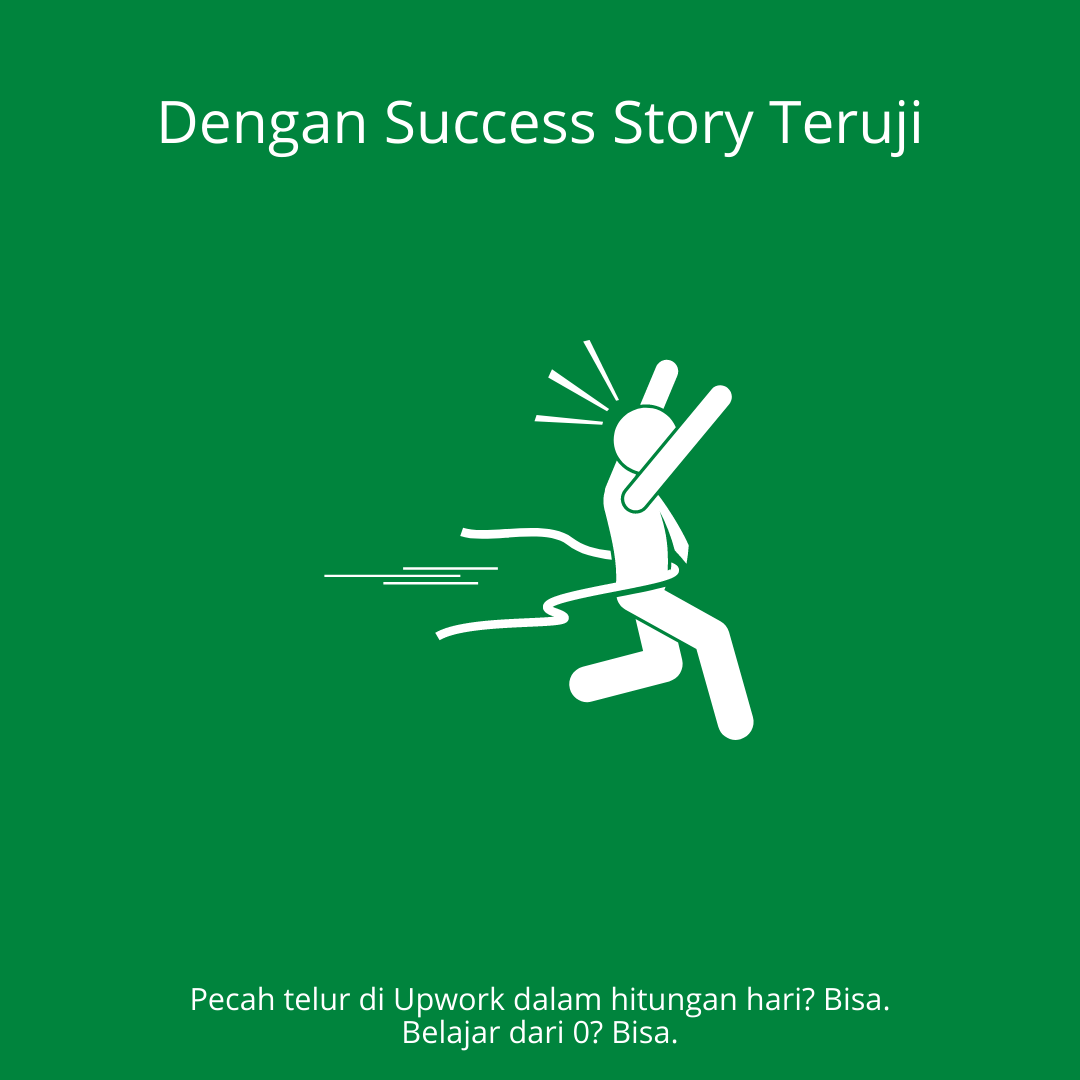 Dengan Success Story Teruji
Pecah telur di Upwork dalam hitungan hari? Bisa.
Belajar dari 0? Bisa.